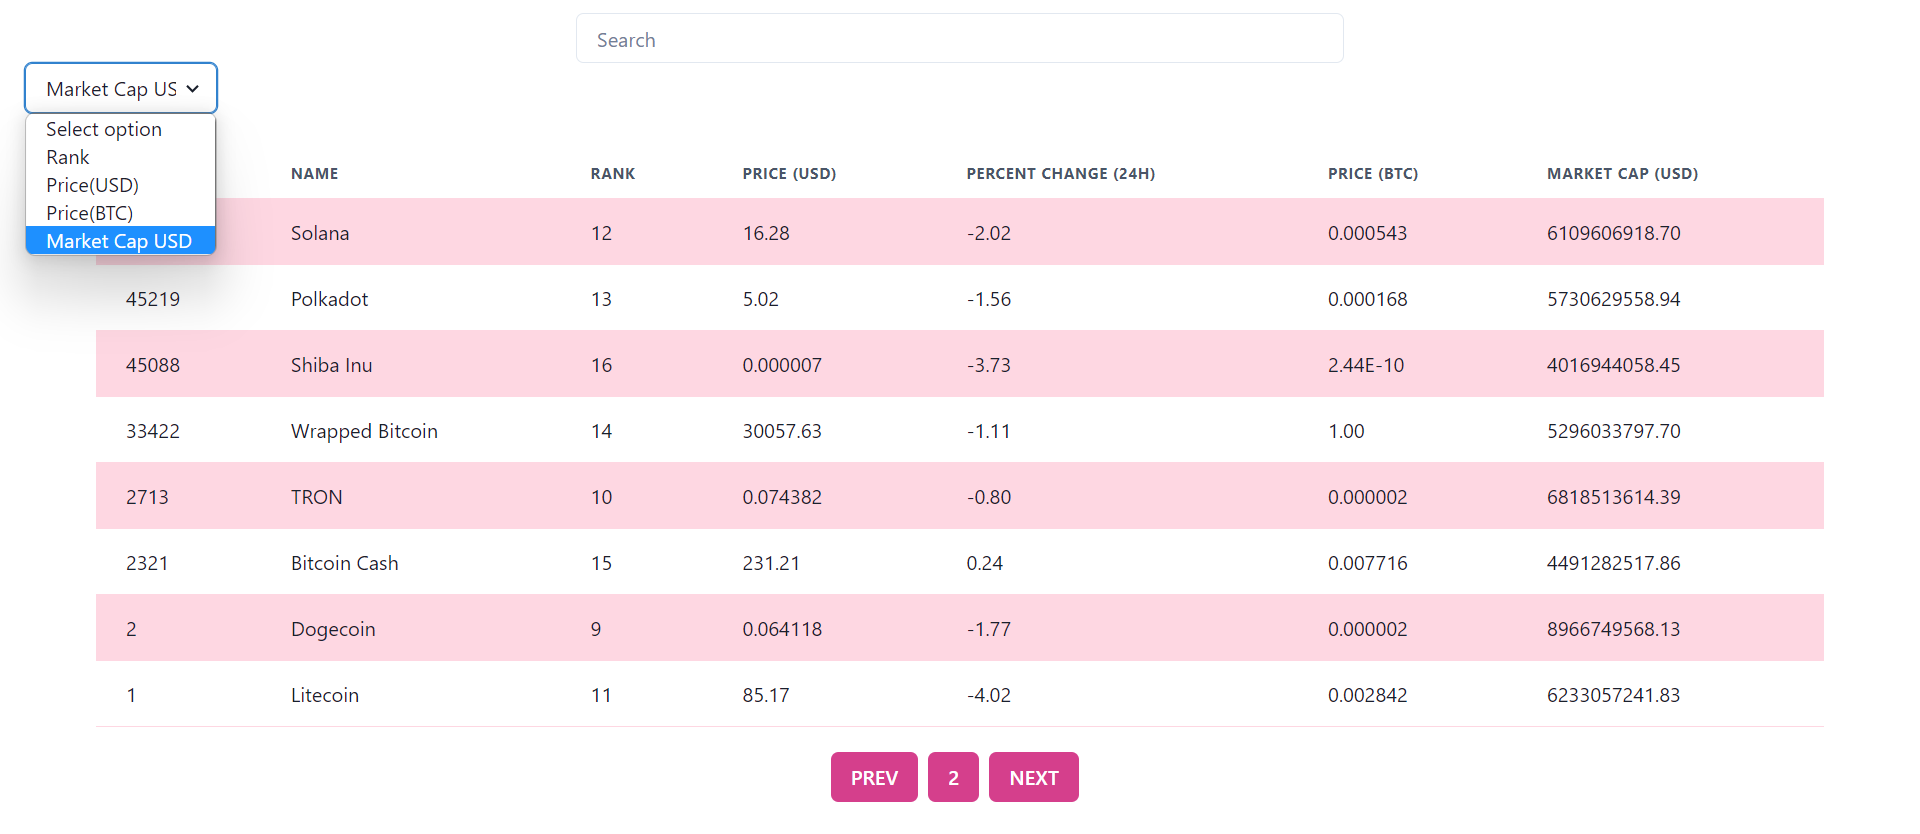 Search
Market Cap US
Select option
Rank
Price(USD)
Price(BTC)
Market Cap USD
NAME RANK PRICE (USD) PERCENT CHANGE (24H) PRICE (BTC) MARKET CAP (USD)
Solana 12 16.28 -2.02 0.000543 6109606918.70
45219 Polkadot 13 5.02 -1.56 0.000168 5730629558.94
45088 Shiba Inu 16 0.000007 -3.73 2.44E-10 4016944058.45
33422 Wrapped Bitcoin 14 30057.63 -1.11 1.00 5296033797.70
2713 TRON 10 0.074382 -0.80 0.000002 6818513614.39
2321 Bitcoin Cash 15 231.21 0.24 0.007716 4491282517.86
2 Dogecoin 9 0.064118 -1.77 0.000002 8966749568.13
1 Litecoin 11 85.17 -4.02 0.002842 6233057241.83
PREV 2 NEXT